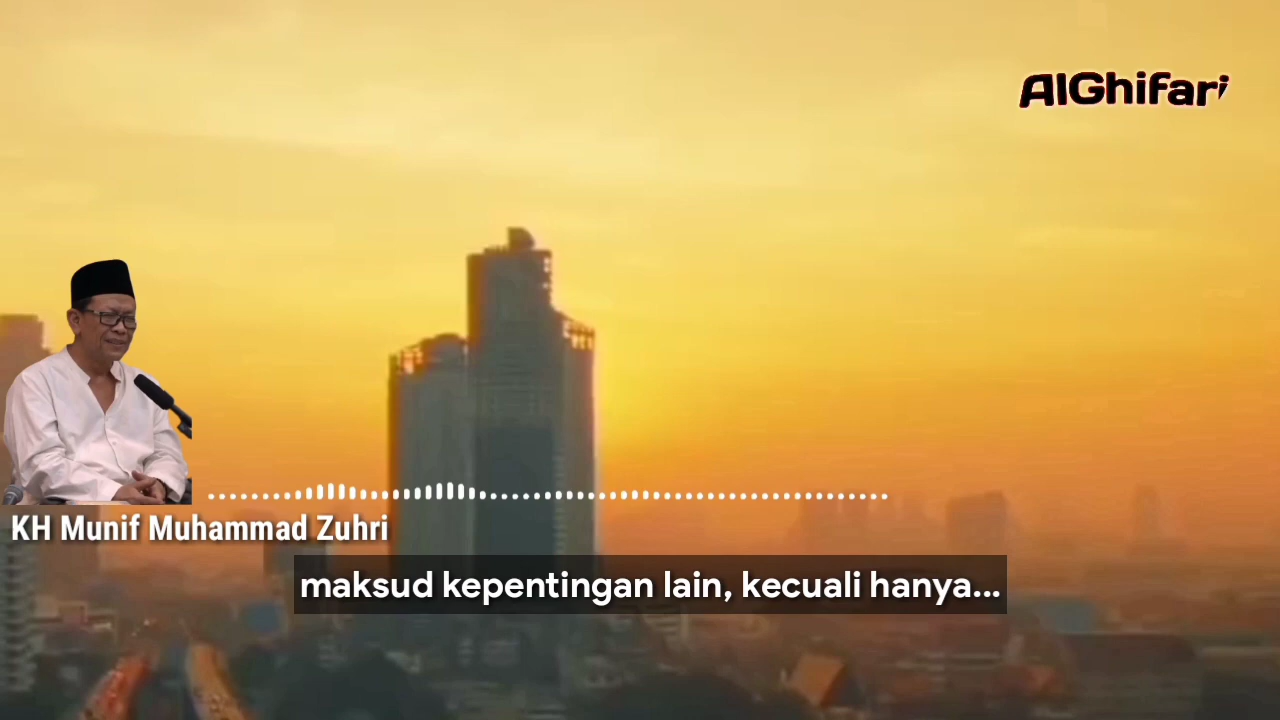 AlGhifari
KH Munif Muhammad Zuhri
maksud kepentingan lain, kecuali hanya...